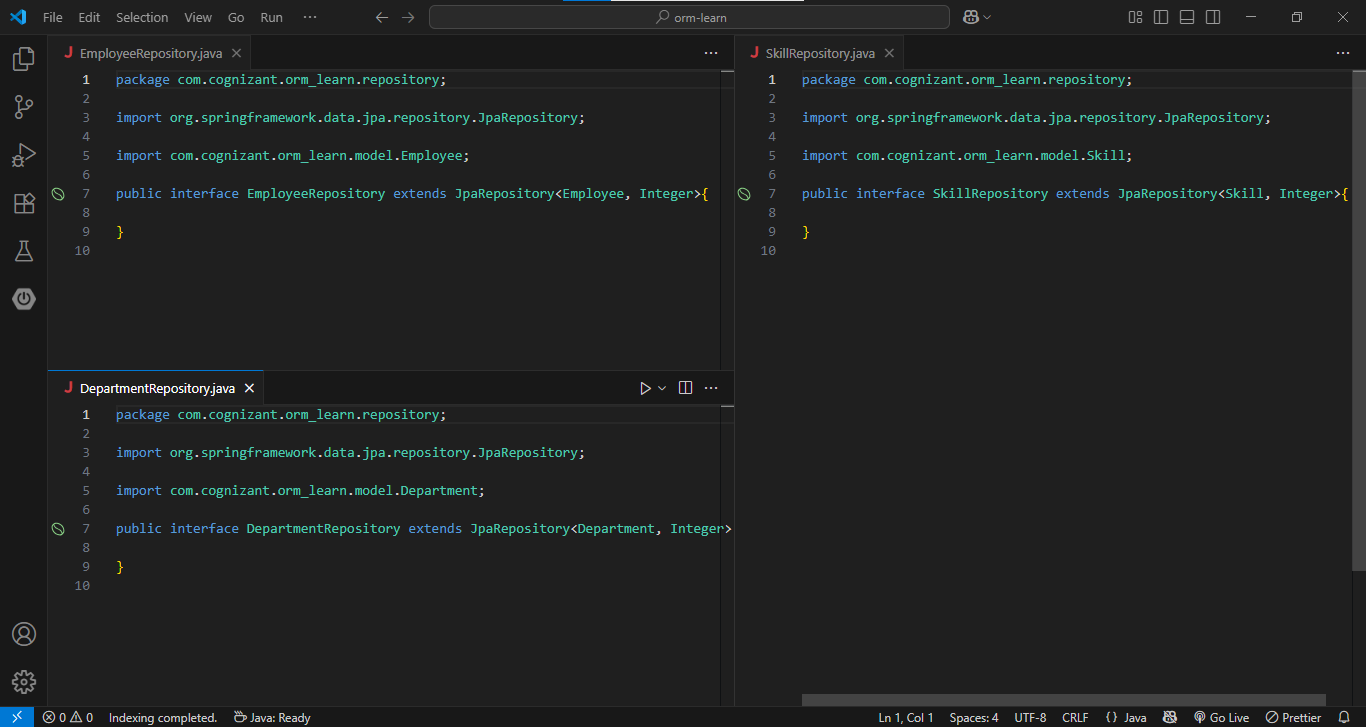 File Edit Selection View Go Run ···
orm-learn
EmployeeRepository.java
1 package com.cognizant.orm_learn.repository;
2
3 import org.springframework.data.jpa.repository.JpaRepository;
4
5 import com.cognizant.orm_learn.model.Employee;
6
7 public interface EmployeeRepository extends JpaRepository<Employee, Integer>{
8
9 }
10
DepartmentRepository.java
1 package com.cognizant.orm_learn.repository;
2
3 import org.springframework.data.jpa.repository.JpaRepository;
4
5 import com.cognizant.orm_learn.model.Department;
6
7 public interface DepartmentRepository extends JpaRepository<Department, Integer>
8
9 }
10
SkillRepository.java
1 package com.cognizant.orm_learn.repository;
2
3 import org.springframework.data.jpa.repository.JpaRepository;
4
5 import com.cognizant.orm_learn.model.Skill;
6
7 public interface SkillRepository extends JpaRepository<Skill, Integer>{
8
9 }
10
0 0 Indexing completed. Java: Ready Ln 1, Col 1 Spaces: 4 UTF-8 CRLF {} Java Go Live Prettier